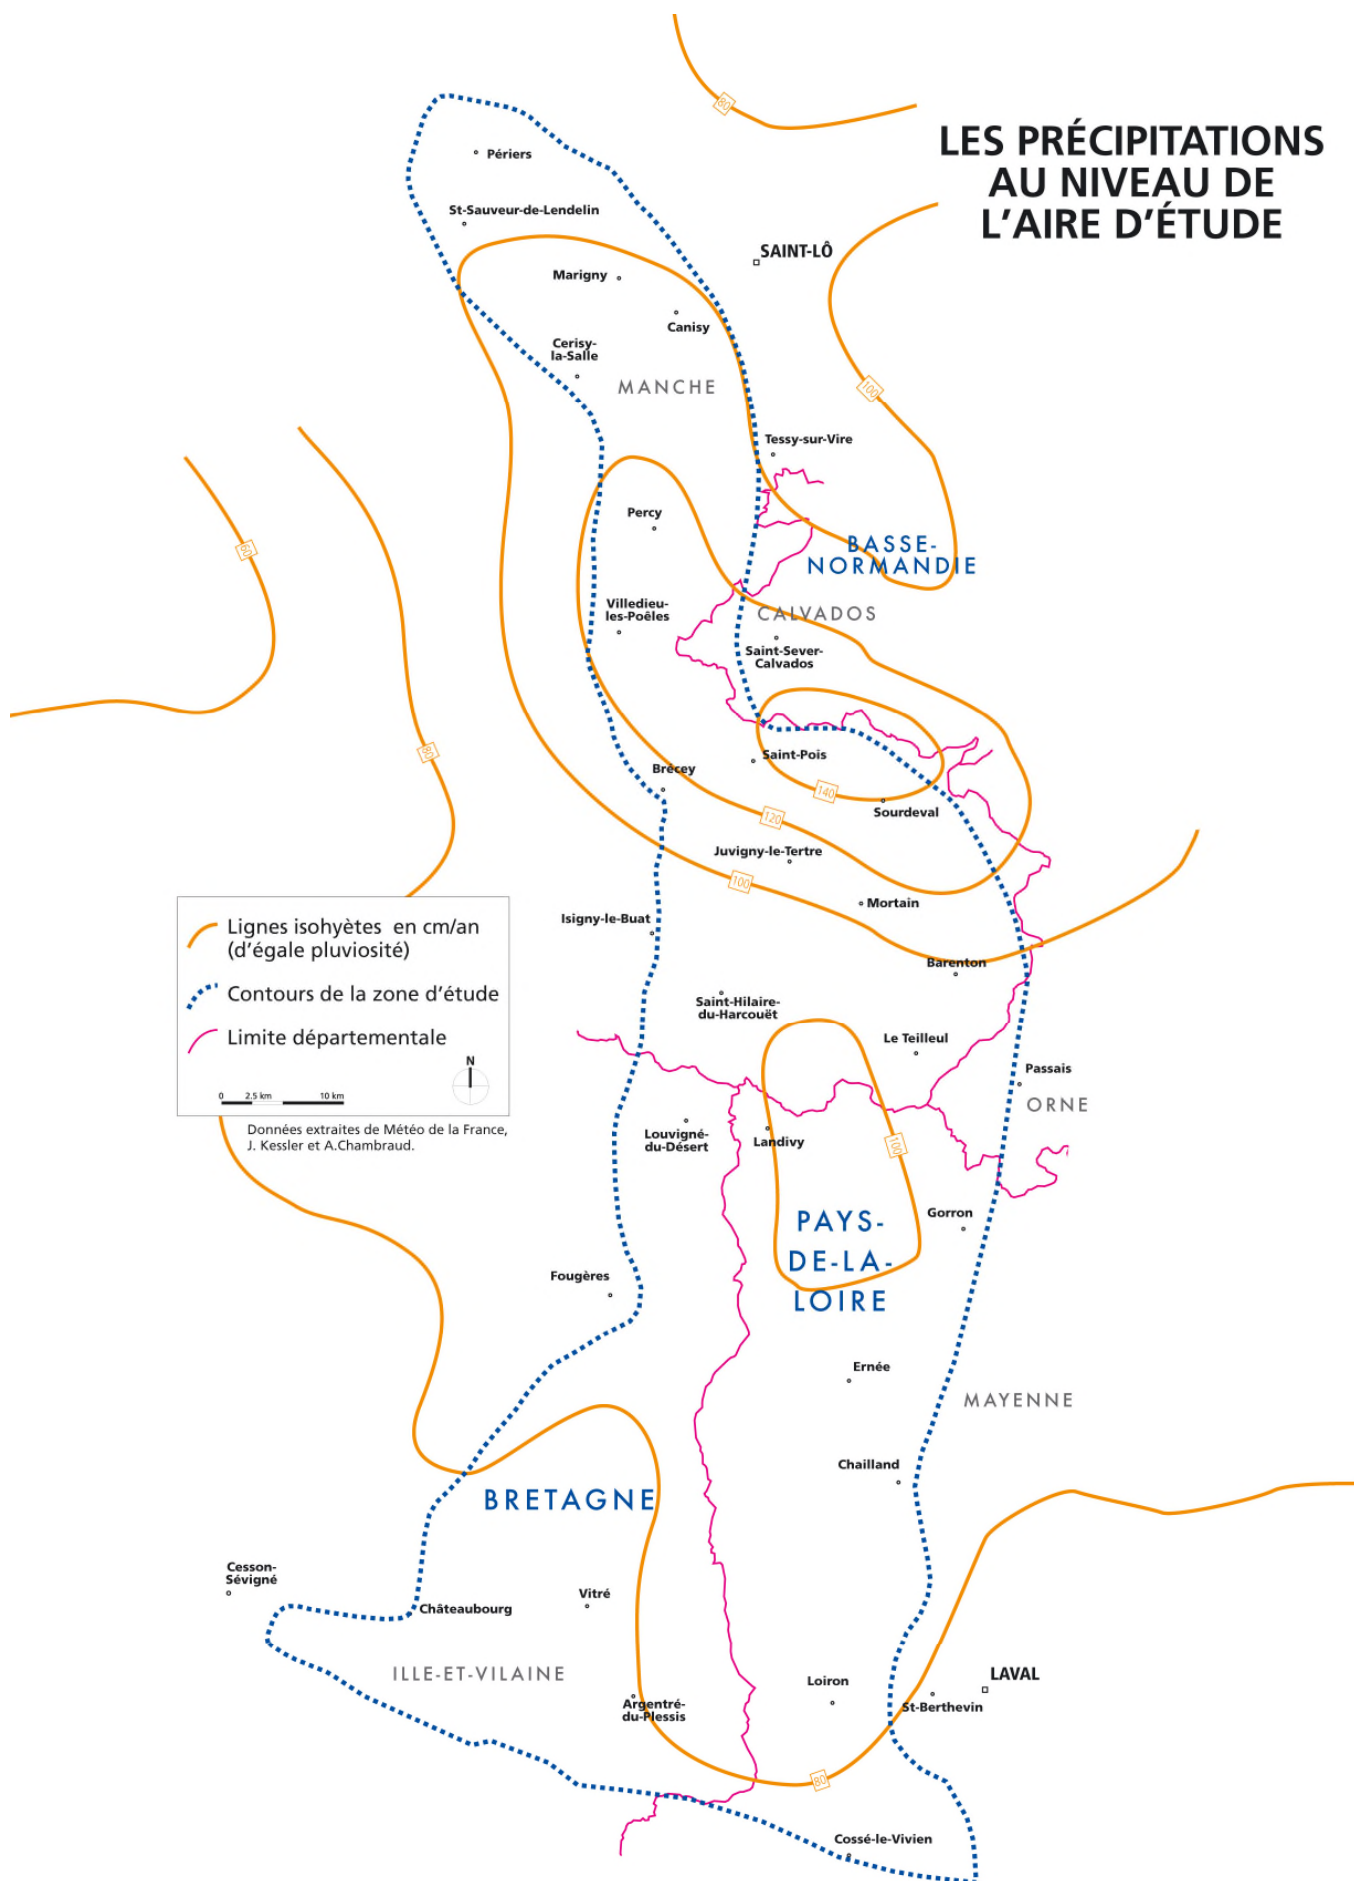 LES PRÉCIPITATIONS
AU NIVEAU DE
L'AIRE D'ÉTUDE
80
Périers
St-Sauveur-de-Lendelin
SAINT-LÔ
Marigny
Canisy
Cerisy-
la-Salle
MANCHE
100
Tessy-sur-Vire
Percy
BASSE-
NORMANDIE
60
Villedieu-
les-Poêles
CALVADOS
Saint-Sever-
Calvados
80
Saint-Pois
Brécey
140
Sourdeval
120
Juvigny-le-Tertre
100
Mortain
Isigny-le-Buat
Barenton
Saint-Hilaire-
du-Harcouët
Le Teilleul
Passais
ORNE
Lignes isohyètes en cm/an
(d'égale pluviosité)
Contours de la zone d'étude
Limite départementale
N
0 2.5 km 10 km
Données extraites de Météo de la France,
J. Kessler et A.Chambraud.
Louvigné-
du-Désert
Landivy
100
Gorron
PAYS-
DE-LA-
LOIRE
Fougères
Ernée
MAYENNE
Chailland
BRETAGNE
Cesson-
Sévigné
Châteaubourg
Vitré
ILLE-ET-VILAINE
Argentré-
du-Plessis
Loiron
LAVAL
St-Berthevin
80
Cossé-le-Vivien